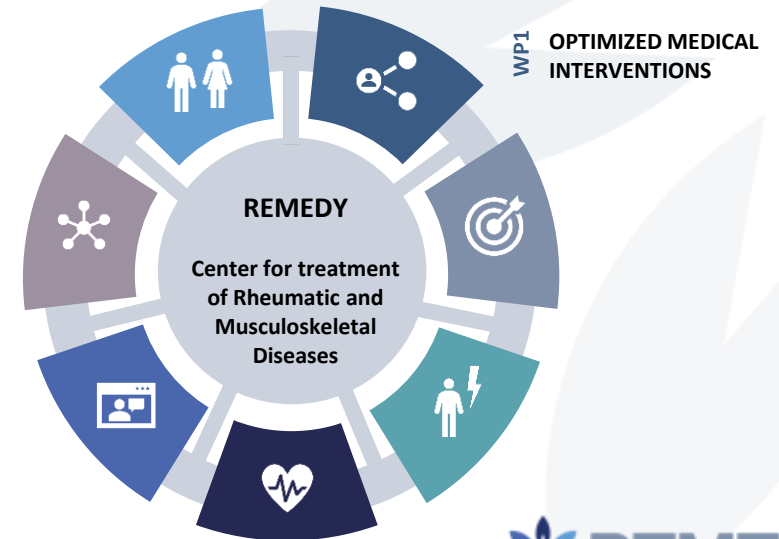 WP1
OPTIMIZED MEDICAL
INTERVENTIONS
REMEDY
Center for treatment
of Rheumatic and
Musculoskeletal
Diseases